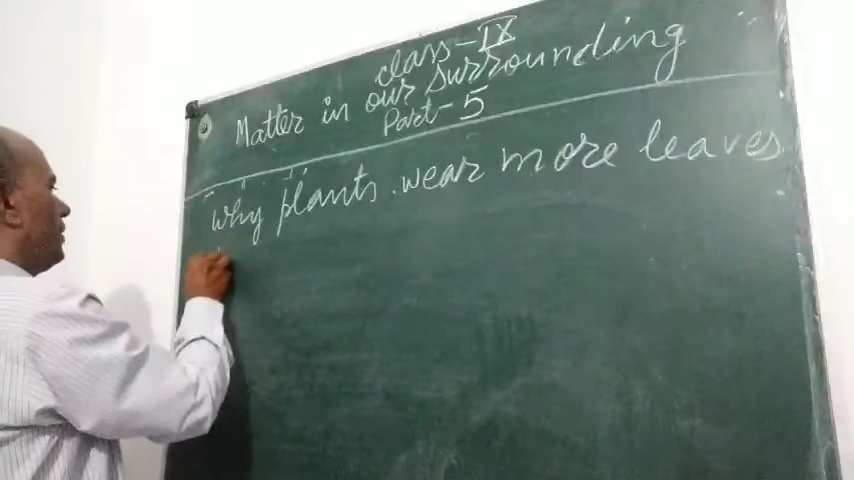 class-IX
Matter in our surrounding
Part-5
why plants wear more leaves